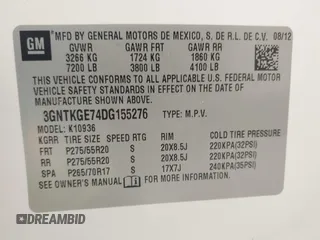 GM
MFD BY GENERAL MOTORS DE MEXICO, S, DE R.L. DE C.V. 08/12
GVWR GAWR FRT GAWR RR
3266 KG 1724 KG 1860 KG
7200 LB 3800 LB 4100 LB
THIS VEHICLE CONFORMS TO ALL APPLICABLE U.S. FEDERAL MOTOR
VEHICLE SAFETY STANDARDS IN EFFECT ON THE DATE OF
MANUFACTURE SHOWN ABOVE.
3GNTKGE74DG155276 TYPE: M.P.V.
MODEL: K10936
KGRR TIRE SIZE SPEED RTG RIM COLD TIRE PRESSURE
FRT P275/55R20 S 20X8.5J 220KPA(32PSI)
RR P275/55R20 S 20X8.5J 220KPA(32PSI)
SPA P265/70R17 S 17X7J 240KPA(35PSI)
SEE OWNER'S MANUAL FOR ADDITIONAL INFORMATION
DREAMBID